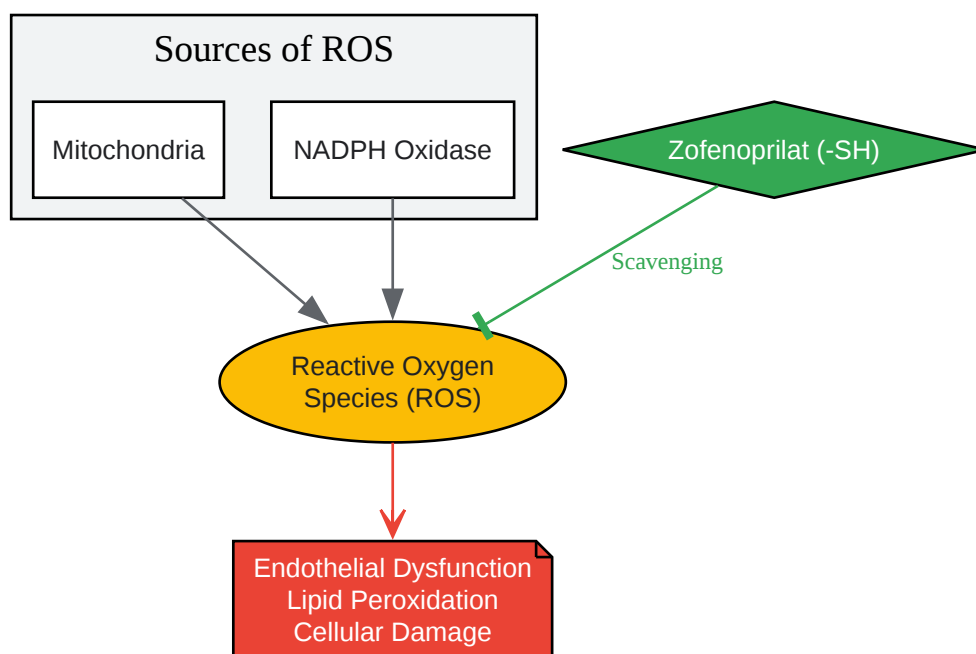 Sources of ROS
Mitochondria
NADPH Oxidase
Zofenoprilat (-SH)
Scavenging
Reactive Oxygen
Species (ROS)
Endothelial Dysfunction
Lipid Peroxidation
Cellular Damage